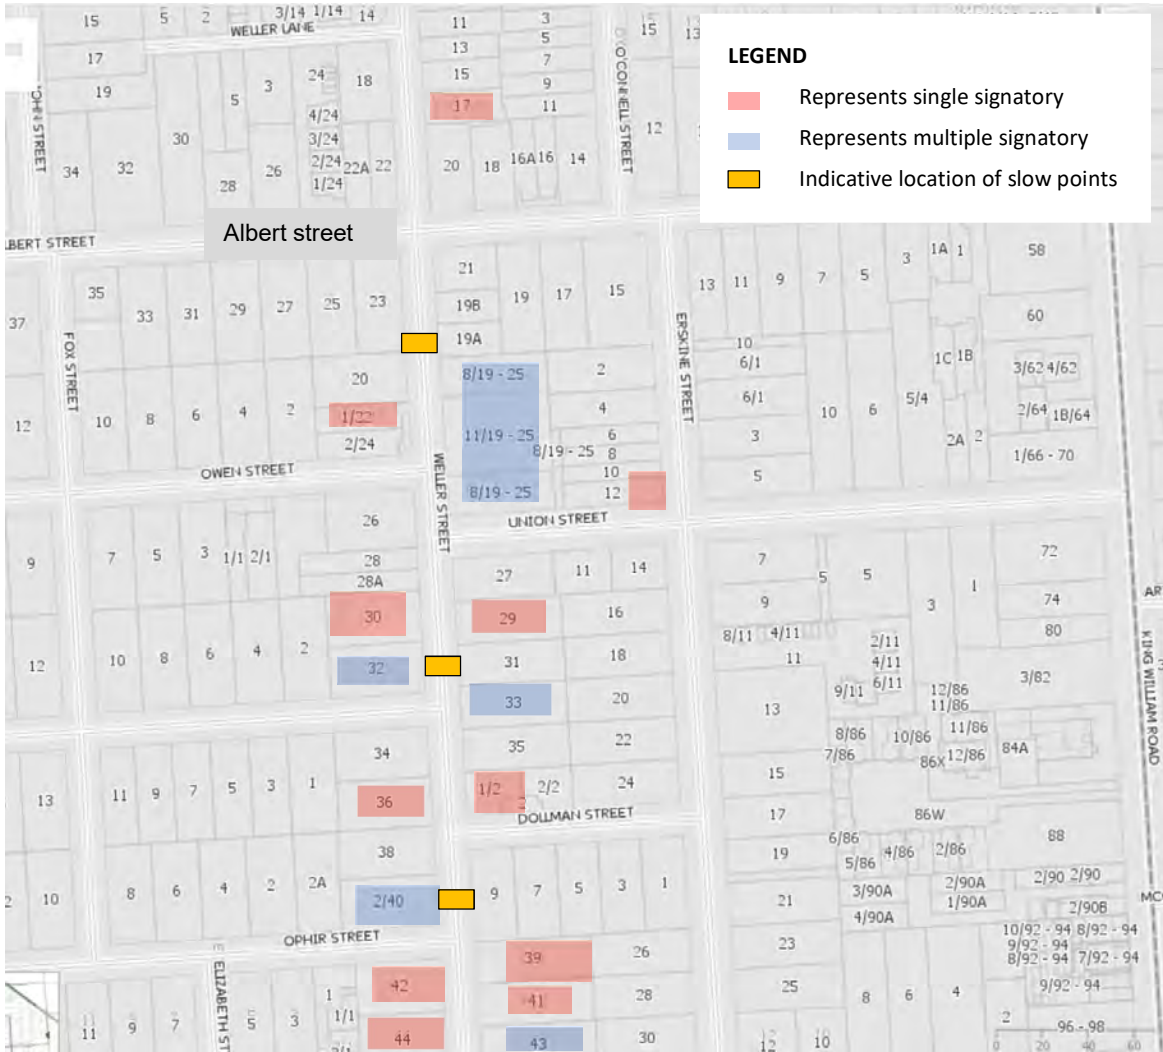 LEGEND
Represents single signatory
Represents multiple signatory
Indicative location of slow points
15 5 2 3/14 1/14 14 11 3 15 13
WELLER LANE
13 5
17 15 7
19 5 3 24 18 17 9
11
JOHN STREET
O'CONNELL STREET
30 4/24 12
3/24
34 32 28 26 2/24 22A 22 20 18 16A 16 14
1/24
Albert street
BERT STREET
35 33 31 29 27 25 23
21
19B 19 17 15
19A
13 11 9 7 5 3 1A 1 58
60
37
FOX STREET
ERSKINE STREET
12 10 8 6 4 2
20
1/22
2/24
8/19 - 25
11/19 - 25
8/19 - 25
8/19 - 25
2
4
6
8
10
12
10
6/1
6/1
3
5
10 6 5/4 1C 1B 2A 2
3/62 4/62
2/64 1B/64
1/66 - 70
OWEN STREET
WELLER STREET
UNION STREET
9 7 5 3 1/1 2/1
26
28
28A
30
32
27 11 14
29 16
31 18
33 20
35 22
1/2 2/2 24
2
7 5 5 3 1 72
9 74
80
8/11 4/11
11
2/11
4/11
6/11
9/11
12/86
11/86
3/82
AR
KING WILLIAM ROAD
12 10 8 6 4 2
13
8/86 10/86 11/86
7/86 86X 12/86 84A
15
13 11 9 7 5 3 1
34
36
38
2/40
DOLLMAN STREET
17 86W
19 6/86 4/86 2/86 88
5/86
10 8 6 4 2 2A
9 7 5 3 1
21 3/90A 2/90A 2/90 2/90
4/90A 1/90A 2/90B
MC
OPHIR STREET
ELIZABETH ST
39 26
41 28
43 30
42
44
11 9 7 5 3 1
1/1
2/1
23
25
8 6 4 2
10/92 - 94 8/92 - 94
9/92 - 94
8/92 - 94 7/92 - 94
9/92 - 94
96 - 98
12 10
12
0 20 40 60